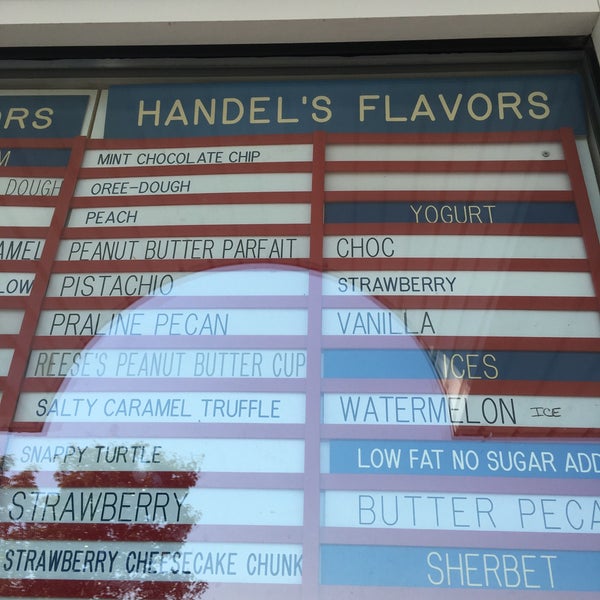 ORS
M
DOUGH
AMEL
LOW
HANDEL'S FLAVORS
MINT CHOCOLATE CHIP
OREE-DOUGH
PEACH
PEANUT BUTTER PARFAIT
PISTACHIO
PRALINE PECAN
REESE'S PEANUT BUTTER CUP
SALTY CARAMEL TRUFFLE
SNAPPY TURTLE
STRAWBERRY
STRAWBERRY CHEESECAKE CHUNK
YOGURT
CHOC
STRAWBERRY
VANILLA
ICES
WATERMELON ICE
LOW FAT NO SUGAR ADD
BUTTER PECA
SHERBET